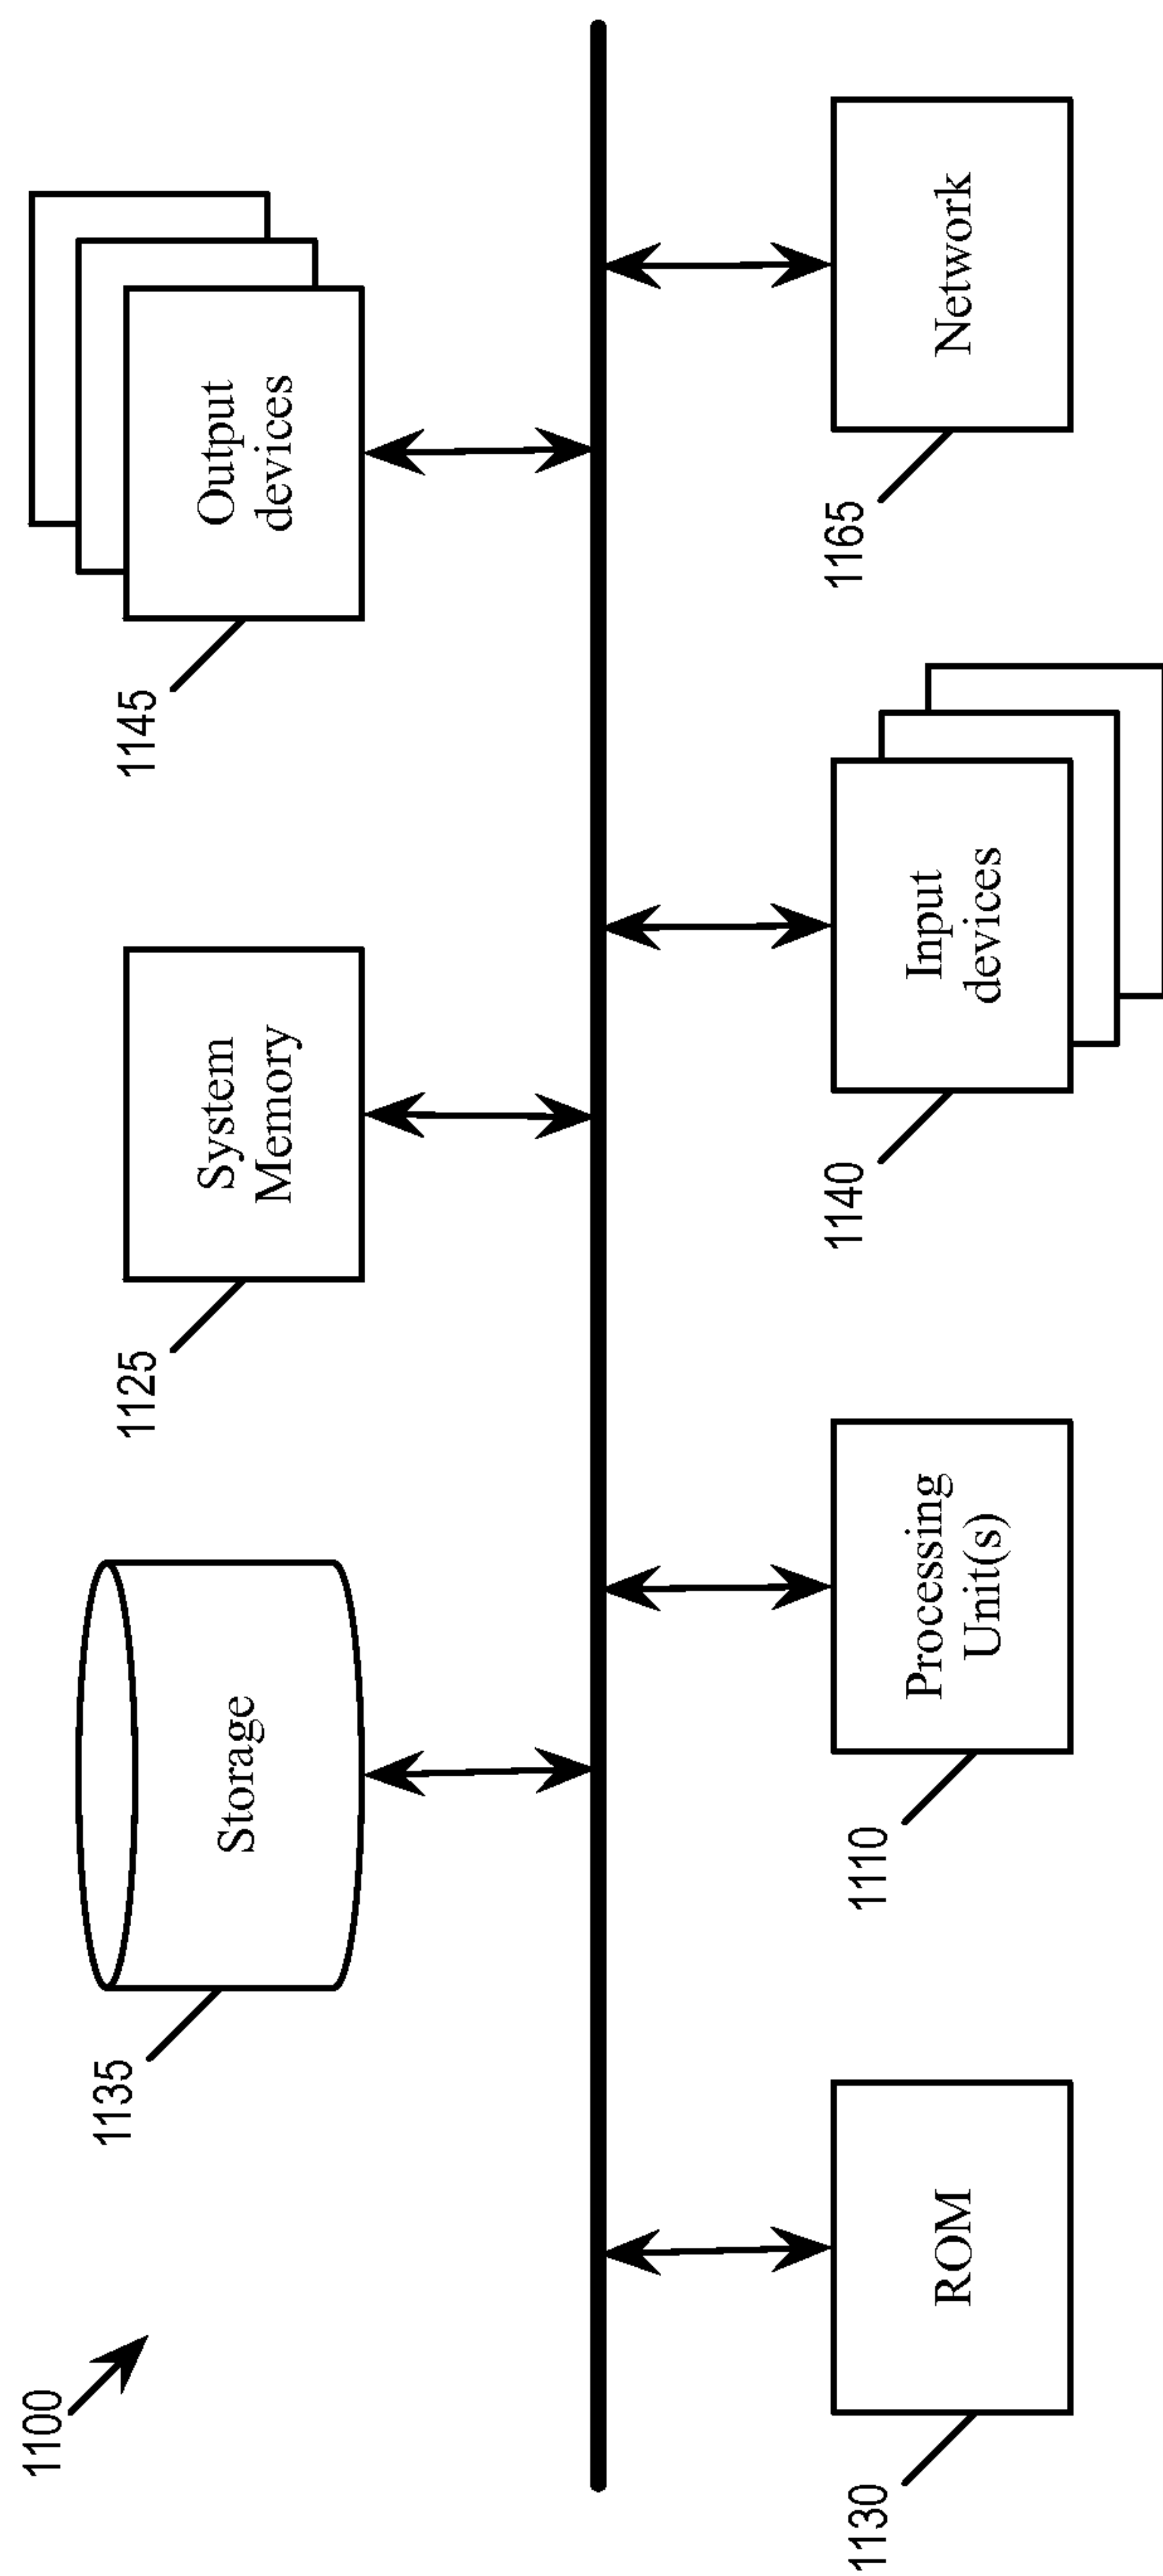 1100
1135
Storage
1125
System
Memory
1145
Output
devices
1130
ROM
1110
Processing
Unit(s)
1140
Input
devices
1165
Network